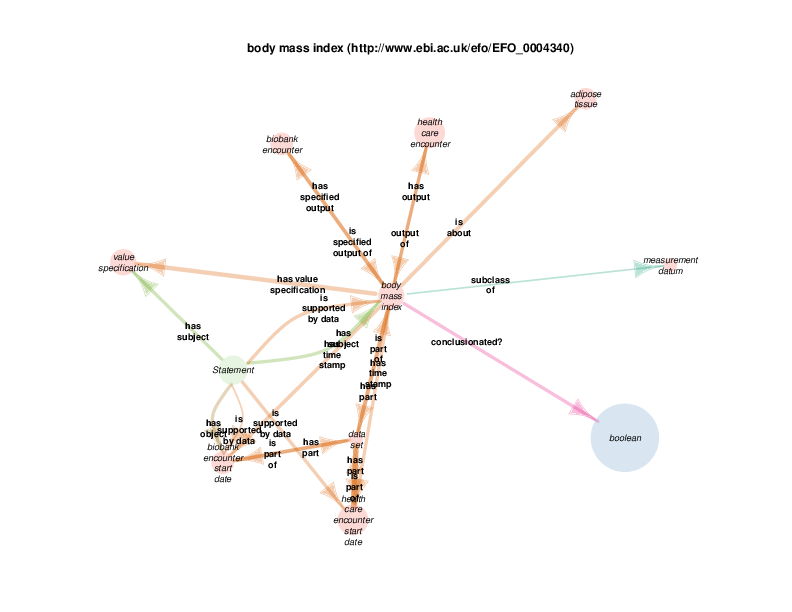 body mass index (http://www.ebi.ac.uk/efo/EFO_0004340)
adipose
tissue
health
care
encounter
biobank
encounter
has
specified
output
has
output
is
about
is
specified
output of
output
of
value
specification
measurement
datum
has value
specification
body
mass
index
subclass
of
is
supported
by data
has
subject
has
subject
has
time
stamp
is
part
of
conclusionated?
has
time
stamp
Statement
has
part
has
object
is
supported
by data
is
supported
by data
data
set
boolean
biobank
encounter
start
date
is
part
of
has
part
has
part
is
part
of
health
care
encounter
start
date